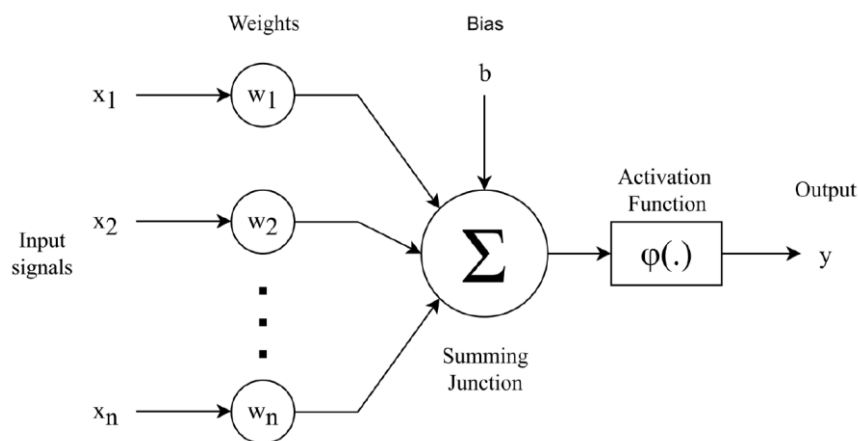 Weights
Bias
x1
w1
b
x2
w2
Input
signals
Σ
Activation
Function
φ(.)
Output
y
Summing
Junction
xn
wn